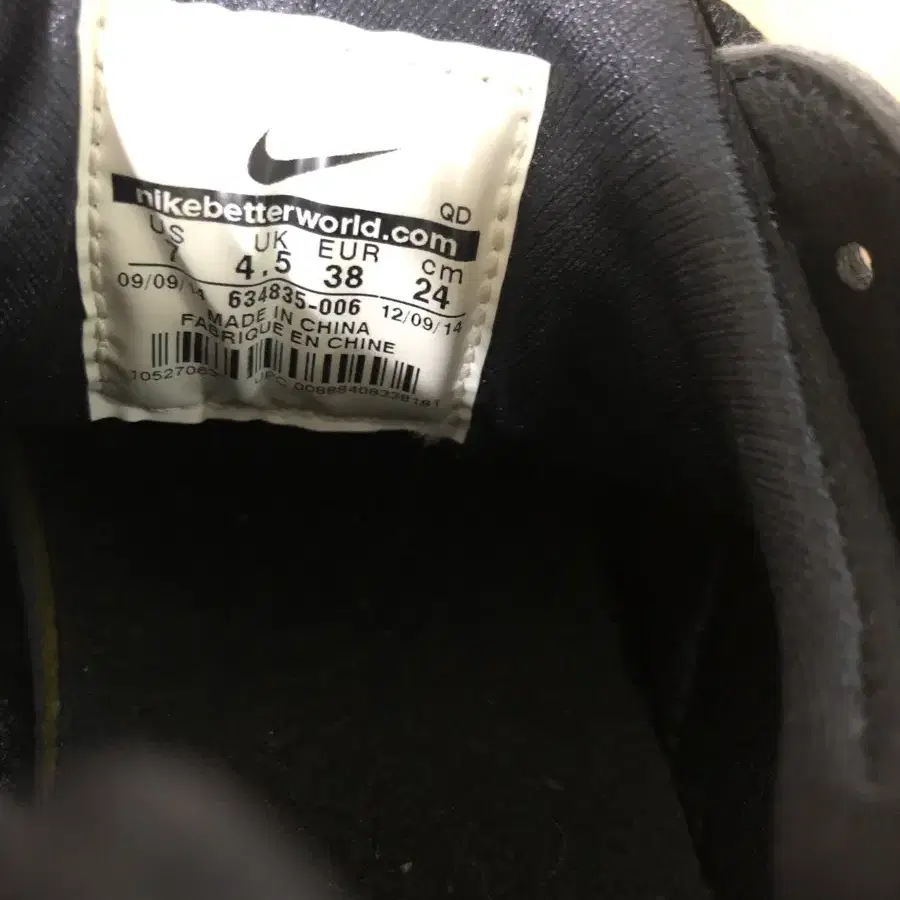 nikebetterworld.com QD
US UK EUR cm
7 4.5 38 24
09/09/14 634835-006 12/09/14
MADE IN CHINA
FABRIQUE EN CHINE
UPC